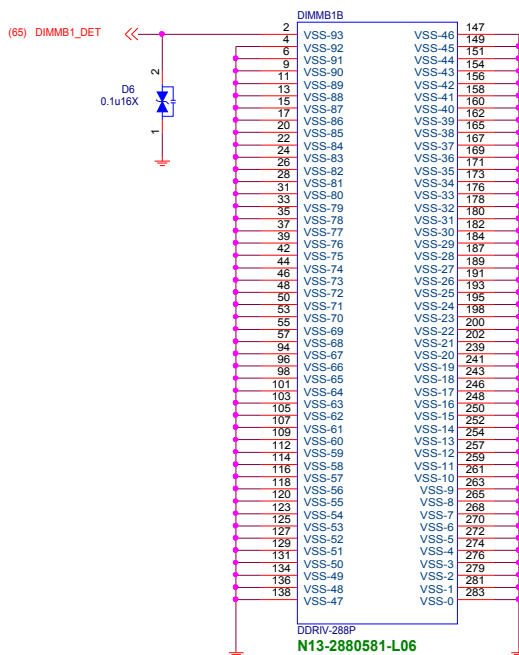 DIMMB1B
(65) DIMMB1_DET
2 VSS-93 VSS-46 147
4 VSS-92 VSS-45 149
6 VSS-91 VSS-44 151
9 VSS-90 VSS-43 154
11 VSS-89 VSS-42 156
13 VSS-88 VSS-41 158
15 VSS-87 VSS-40 160
17 VSS-86 VSS-39 162
20 VSS-85 VSS-38 165
22 VSS-84 VSS-37 167
24 VSS-83 VSS-36 169
26 VSS-82 VSS-35 171
28 VSS-81 VSS-34 173
31 VSS-80 VSS-33 176
33 VSS-79 VSS-32 178
35 VSS-78 VSS-31 180
37 VSS-77 VSS-30 182
39 VSS-76 VSS-29 184
42 VSS-75 VSS-28 187
44 VSS-74 VSS-27 189
46 VSS-73 VSS-26 191
48 VSS-72 VSS-25 193
50 VSS-71 VSS-24 195
53 VSS-70 VSS-23 198
55 VSS-69 VSS-22 200
57 VSS-68 VSS-21 202
94 VSS-67 VSS-20 239
96 VSS-66 VSS-19 241
98 VSS-65 VSS-18 243
101 VSS-64 VSS-17 246
103 VSS-63 VSS-16 248
105 VSS-62 VSS-15 250
107 VSS-61 VSS-14 252
109 VSS-60 VSS-13 254
112 VSS-59 VSS-12 257
114 VSS-58 VSS-11 259
116 VSS-57 VSS-10 261
118 VSS-56 VSS-9 263
120 VSS-55 VSS-8 265
123 VSS-54 VSS-7 268
125 VSS-53 VSS-6 270
127 VSS-52 VSS-5 272
129 VSS-51 VSS-4 274
131 VSS-50 VSS-3 276
134 VSS-49 VSS-2 279
136 VSS-48 VSS-1 281
138 VSS-47 VSS-0 283
2
D6
0.1u16X
1
DDRIV-288P
N13-2880581-L06